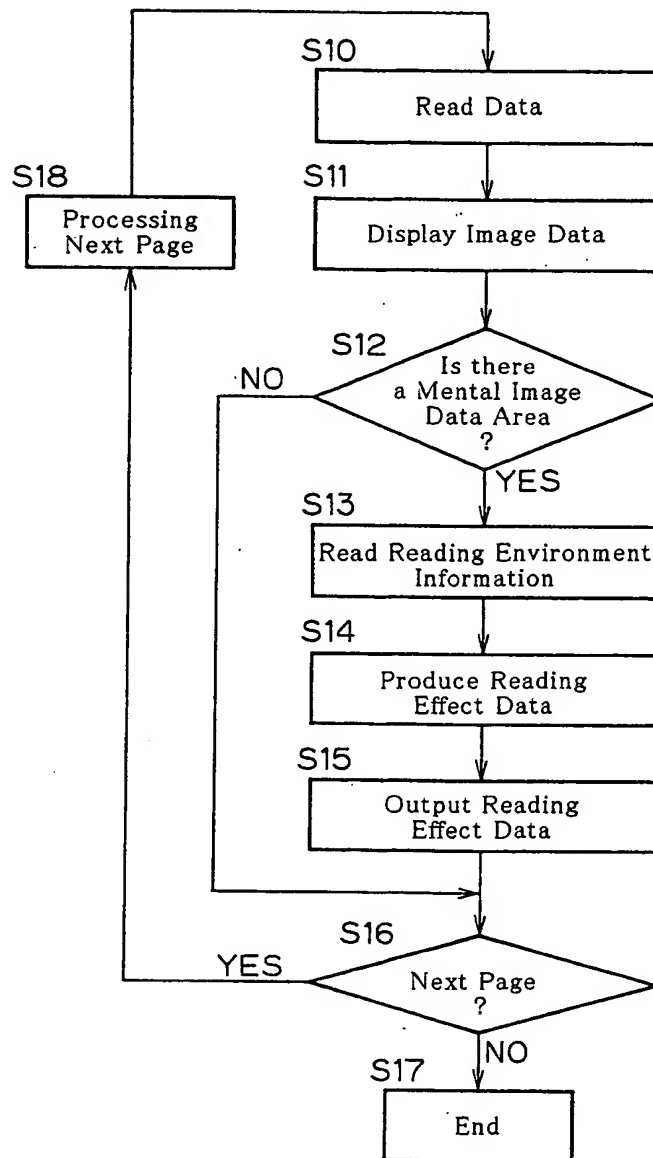 S10
Read Data
S18
Processing
Next Page
S11
Display Image Data
S12
Is there
a Mental Image
Data Area
?
NO
YES
S13
Read Reading Environment
Information
S14
Produce Reading
Effect Data
S15
Output Reading
Effect Data
S16
YES
Next Page
?
NO
S17
End